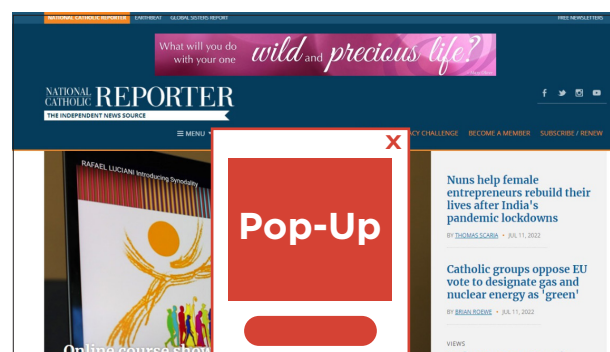 NATIONAL CATHOLIC REPORTER EARTHBEAT GLOBAL SISTERS REPORT FREE NEWSLETTERS
What will you do
with your one
wild and precious life?
NATIONAL
CATHOLIC REPORTER
THE INDEPENDENT NEWS SOURCE
MENU
ACY CHALLENGE BECOME A MEMBER SUBSCRIBE / RENEW
X
Pop-Up
RAFAEL LUCIANI Introducing Synodality
Online course show
Nuns help female
entrepreneurs rebuild their
lives after India's
pandemic lockdowns
BY THOMAS SCARIA • JUL 11, 2022
Catholic groups oppose EU
vote to designate gas and
nuclear energy as 'green'
BY BRIAN ROEWE • JUL 11, 2022
VIEWS